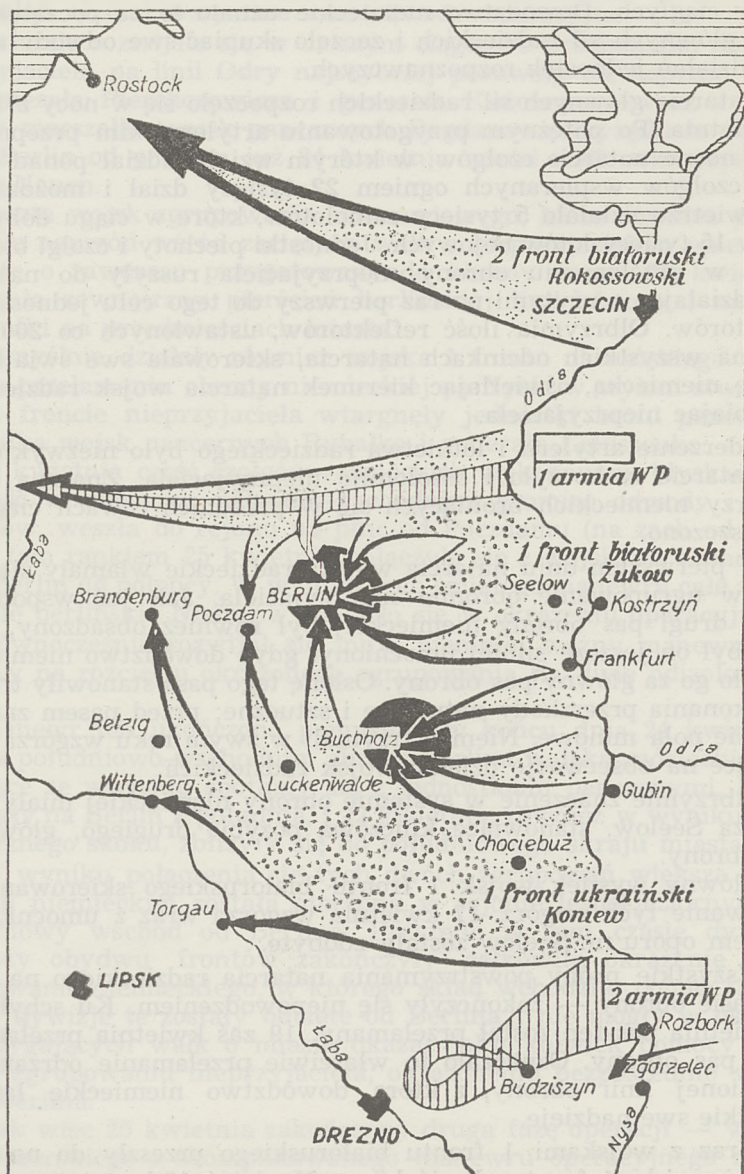 Rostock
2 front białoruski
Rokossowski
SZCZECIN
Odra
1 armia WP
Łaba
1 front białoruski
Żukow
BERLIN
Seelow
Brandenburg
Poczdam
Kostrzyń
Frankfurt
Belzig
Buchholz
Odra
Wittenberg
Luckenwalde
Gubin
Chociebuż
1 front ukraiński
Koniew
Torgau
LIPSK
2 armia WP
Rozbork
Łaba
Zgorzelec
Budziszyn
DREZNO
Nysa